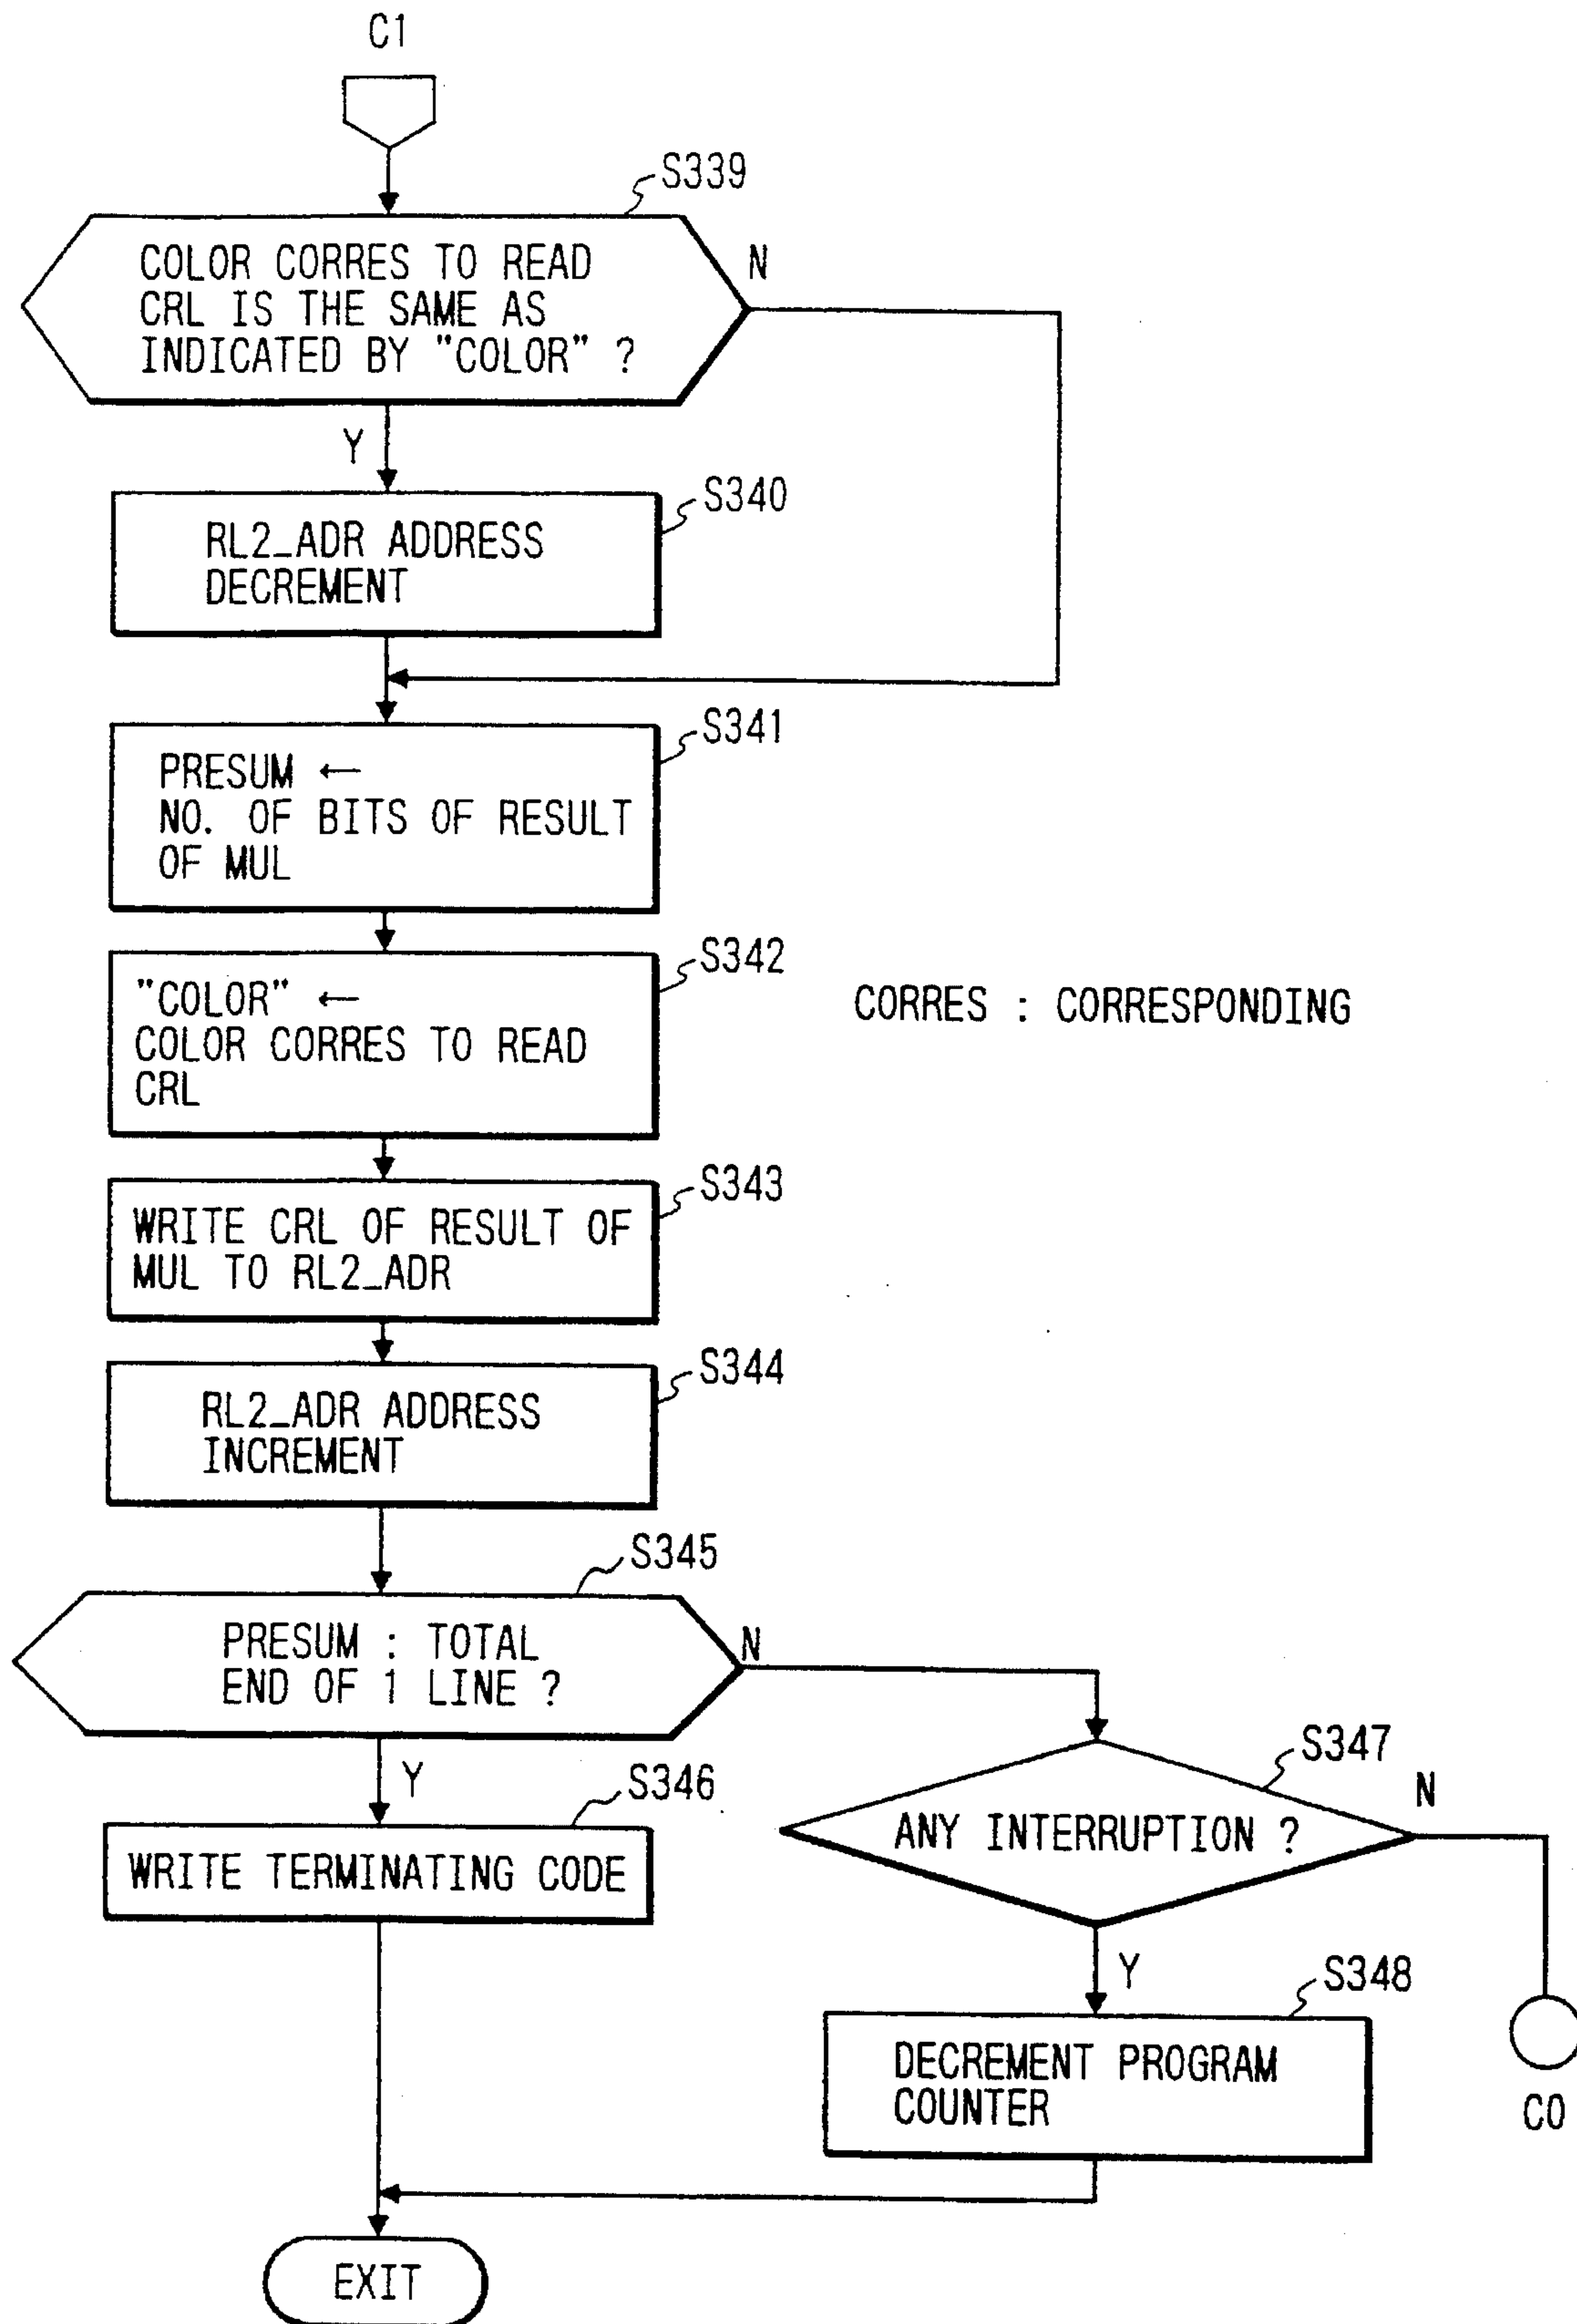 C1
S339
COLOR CORRES TO READ
CRL IS THE SAME AS
INDICATED BY "COLOR" ?
N
Y
S340
RL2_ADR ADDRESS
DECREMENT
S341
PRESUM ←
NO. OF BITS OF RESULT
OF MUL
S342
"COLOR" ←
COLOR CORRES TO READ
CRL
CORRES : CORRESPONDING
S343
WRITE CRL OF RESULT OF
MUL TO RL2_ADR
S344
RL2_ADR ADDRESS
INCREMENT
S345
PRESUM : TOTAL
END OF 1 LINE ?
N
Y
S346
WRITE TERMINATING CODE
S347
ANY INTERRUPTION ?
N
Y
S348
DECREMENT PROGRAM
COUNTER
C0
EXIT